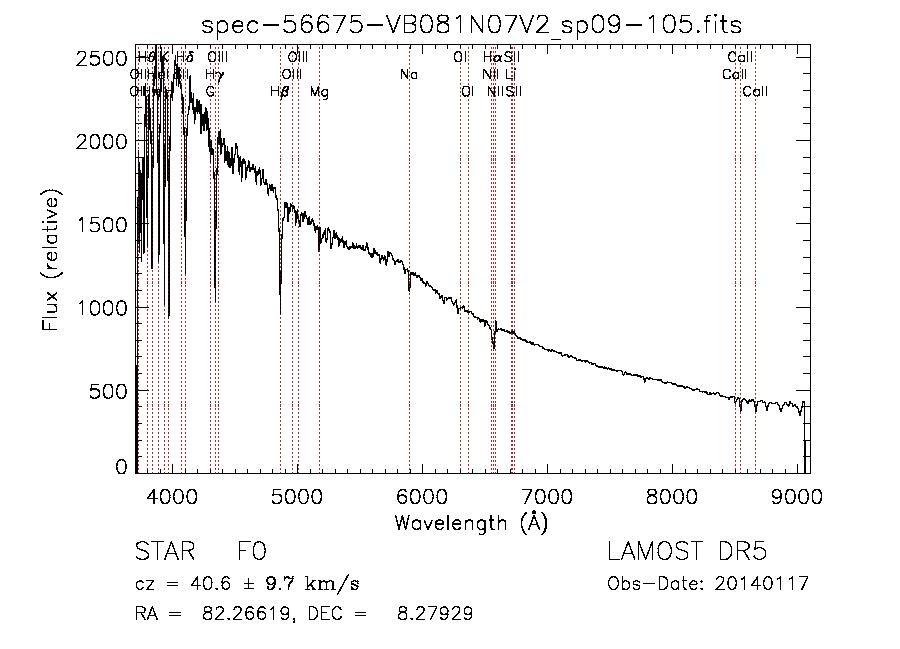 spec-56675-VB081N07V2_sp09-105.fits
Flux (relative)
2500
2000
1500
1000
500
0
Hδ OIII OIII OI Hα SII CaII
Hγ OIII Na NII Li CaII
G Hβ Mg OI NII SII CaII
4000 5000 6000 7000 8000 9000
Wavelength (Å)
STAR F0 LAMOST DR5
cz = 40.6 ± 9.7 km/s Obs-Date: 20140117
RA = 82.26619, DEC = 8.27929